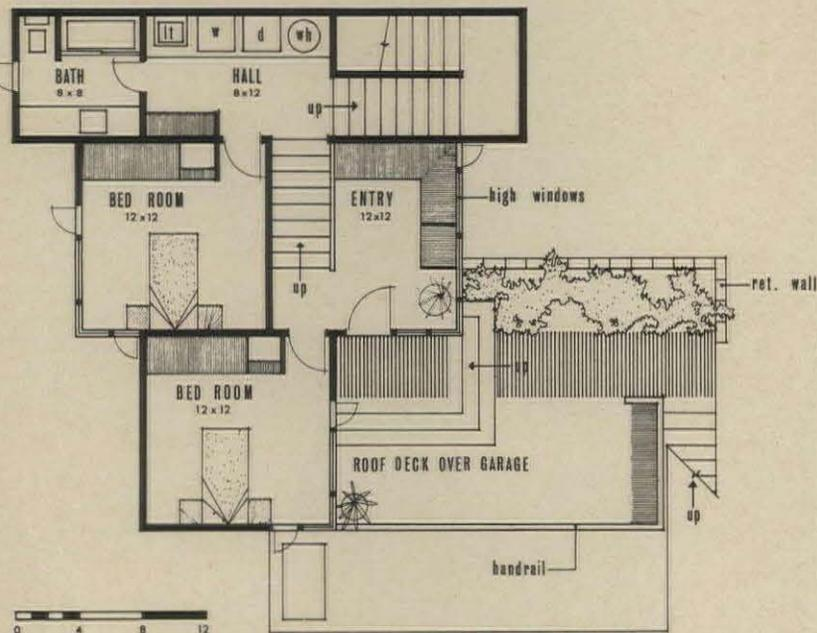 lt
w
d
wh
BATH
8 x 8
HALL
8 x 12
up
BED ROOM
12 x 12
ENTRY
12 x 12
high windows
up
ret. wall
up
BED ROOM
12 x 12
ROOF DECK OVER GARAGE
up
handrail
0 4 8 12